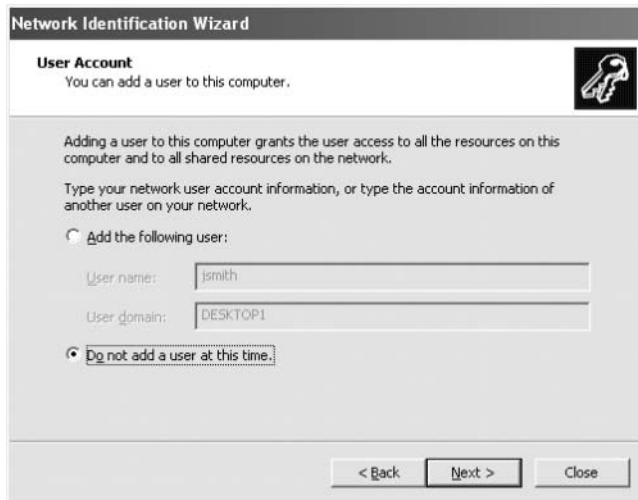 Network Identification Wizard
User Account
You can add a user to this computer.
Adding a user to this computer grants the user access to all the resources on this
computer and to all shared resources on the network.
Type your network user account information, or type the account information of
another user on your network.
Add the following user:
User name: jsmith
User domain: DESKTOP1
Do not add a user at this time.
< Back Next > Close